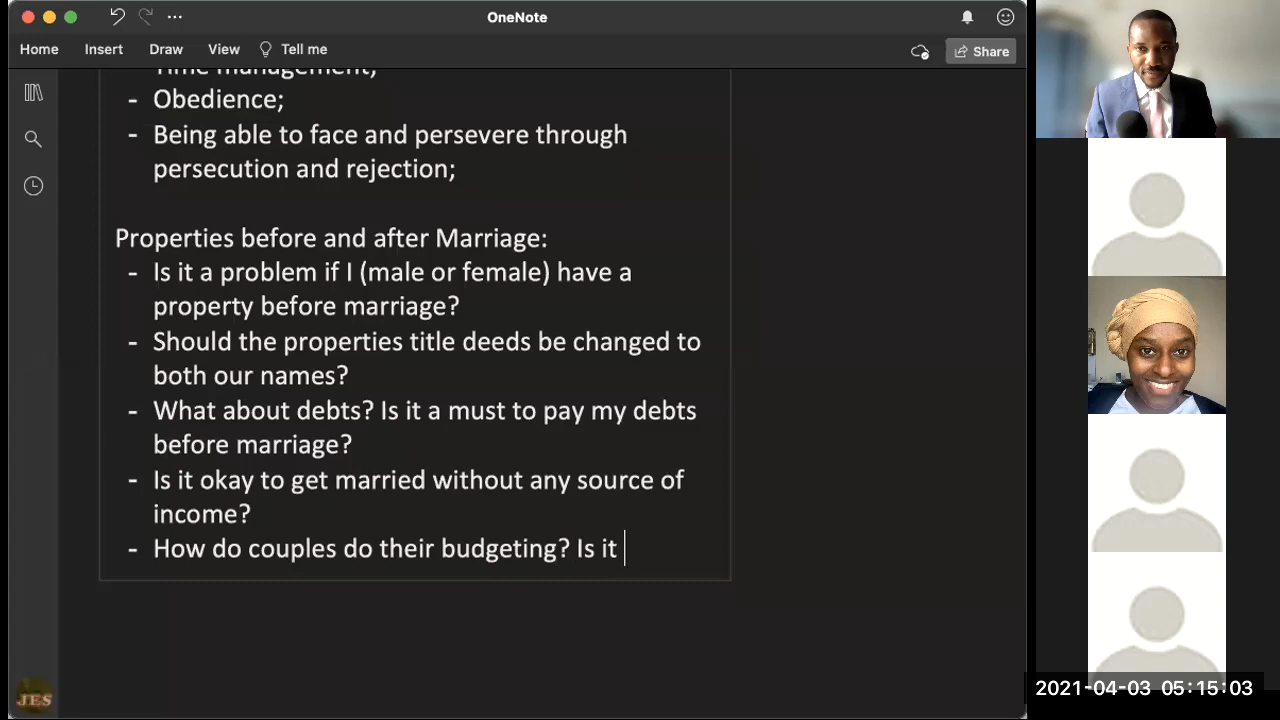 OneNote
Home Insert Draw View Tell me Share
Time management;
- Obedience;
- Being able to face and persevere through
persecution and rejection;
Properties before and after Marriage:
- Is it a problem if I (male or female) have a
property before marriage?
- Should the properties title deeds be changed to
both our names?
- What about debts? Is it a must to pay my debts
before marriage?
- Is it okay to get married without any source of
income?
- How do couples do their budgeting? Is it
JES
2021-04-03 05:15:03